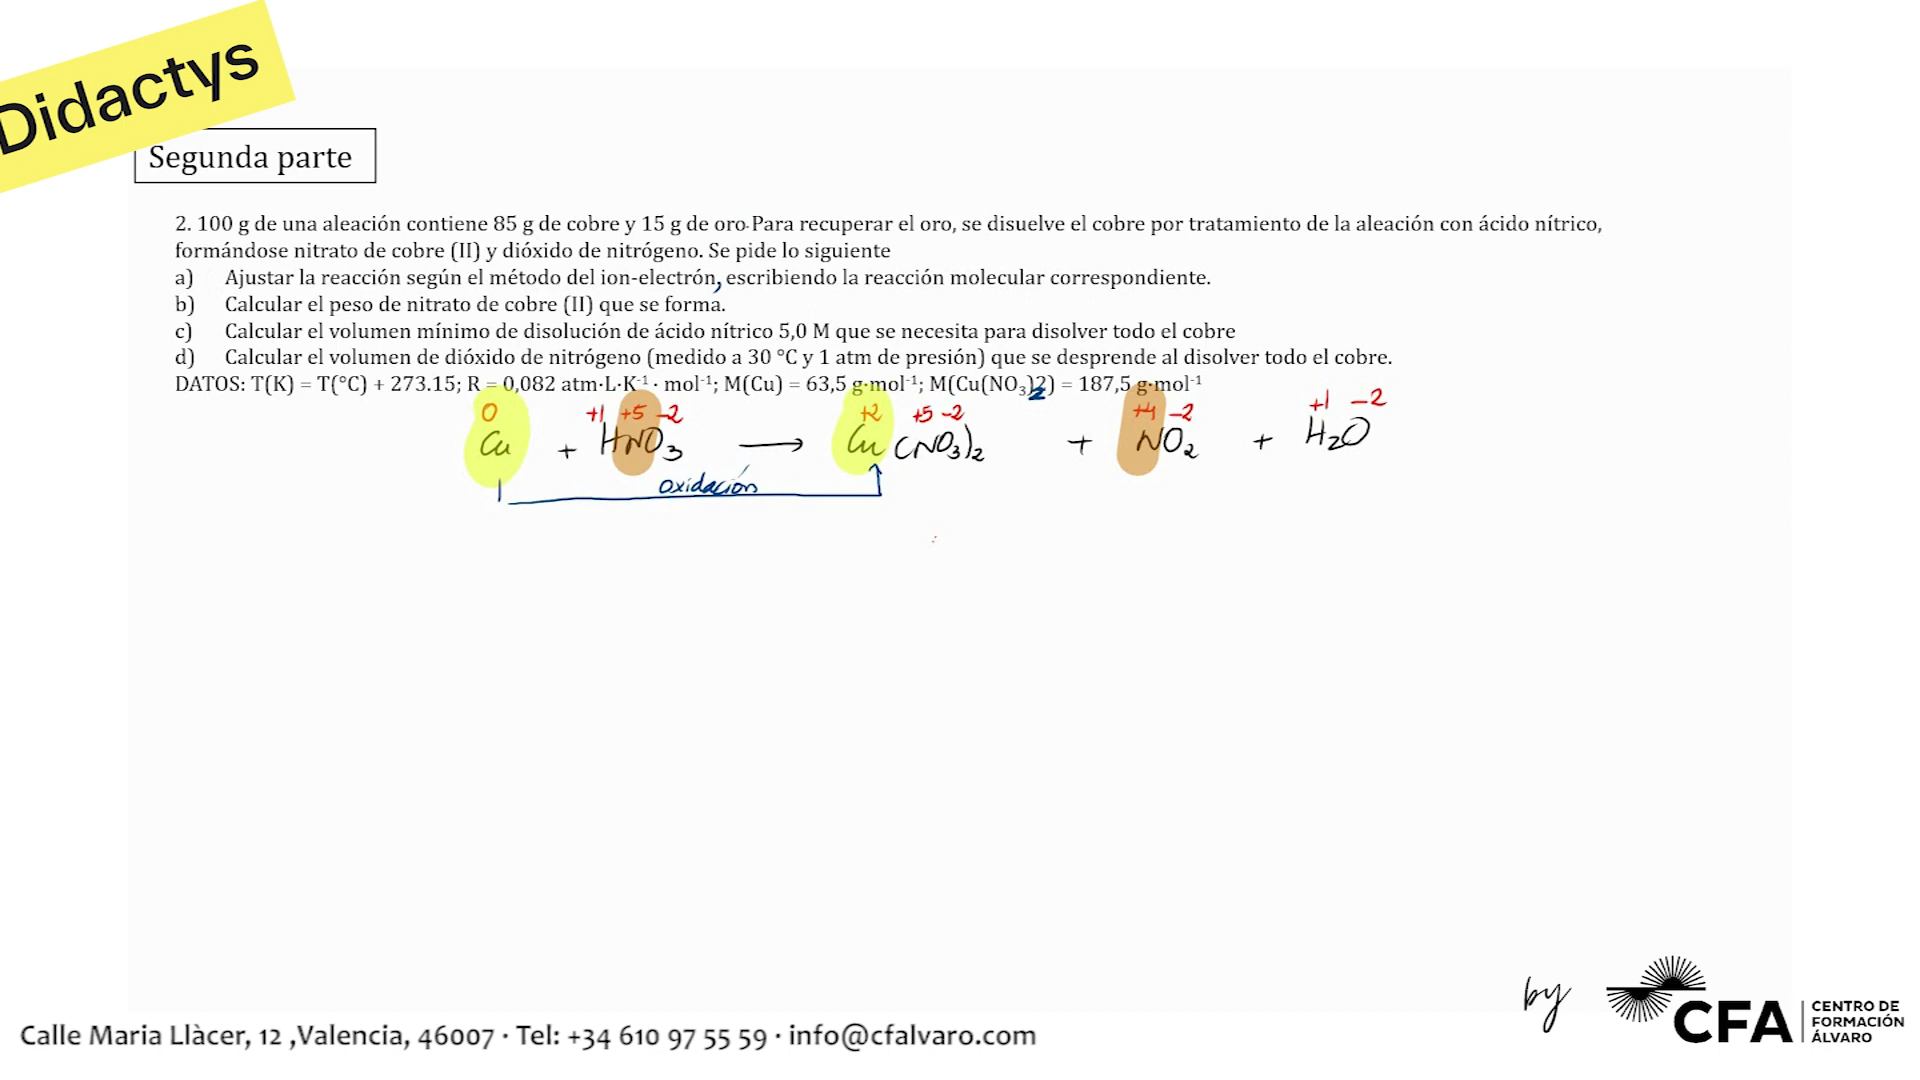 Didactys
Segunda parte
2. 100 g de una aleación contiene 85 g de cobre y 15 g de oro. Para recuperar el oro, se disuelve el cobre por tratamiento de la aleación con ácido nítrico,
formándose nitrato de cobre (II) y dióxido de nitrógeno. Se pide lo siguiente
a) Ajustar la reacción según el método del ion-electrón, escribiendo la reacción molecular correspondiente.
b) Calcular el peso de nitrato de cobre (II) que se forma.
c) Calcular el volumen mínimo de disolución de ácido nítrico 5,0 M que se necesita para disolver todo el cobre
d) Calcular el volumen de dióxido de nitrógeno (medido a 30 °C y 1 atm de presión) que se desprende al disolver todo el cobre.
DATOS: T(K) = T(°C) + 273.15; R = 0,082 atm·L·K⁻¹ · mol⁻¹; M(Cu) = 63,5 g·mol⁻¹; M(Cu(NO₃)2) = 187,5 g·mol⁻¹
0 +1 +5 -2 +2 +5 -2 +4 -2 +1 -2
Cu + HNO₃ → Cu(NO₃)₂ + NO₂ + H₂O
oxidación
by
CFA CENTRO DE
FORMACIÓN
ÁLVARO
Calle Maria Llàcer, 12 ,Valencia, 46007 · Tel: +34 610 97 55 59 · info@cfalvaro.com